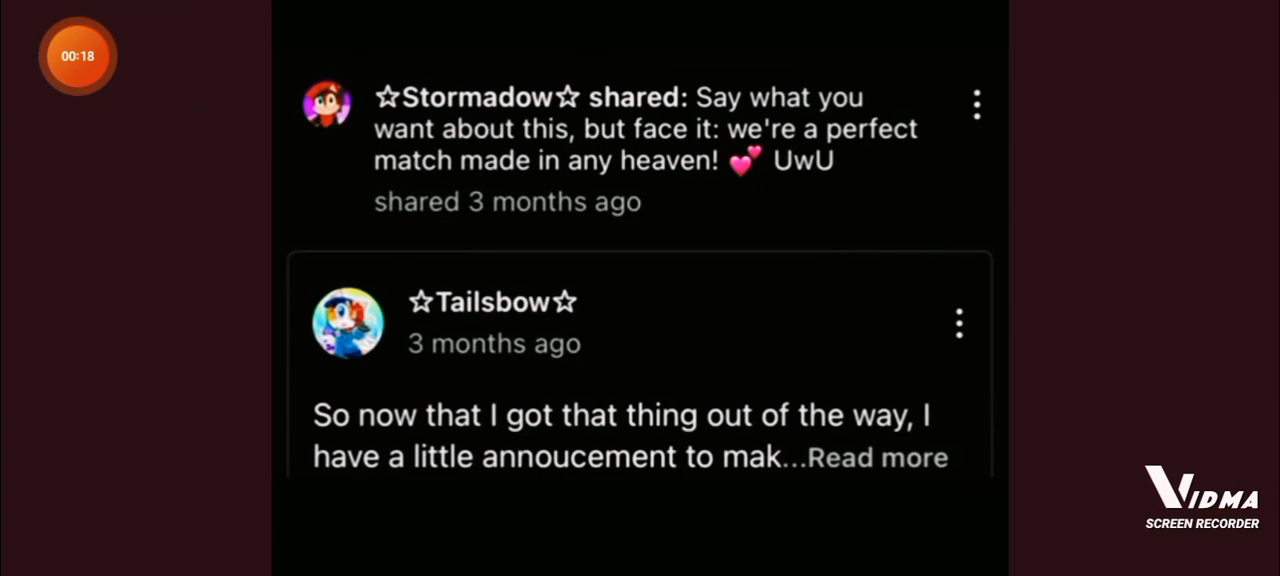 00:18
☆Stormadow☆ shared: Say what you
want about this, but face it: we're a perfect
match made in any heaven! 💕 UwU
shared 3 months ago
☆Tailsbow☆
3 months ago
So now that I got that thing out of the way, I
have a little annoucement to mak...Read more
VIDMA
SCREEN RECORDER